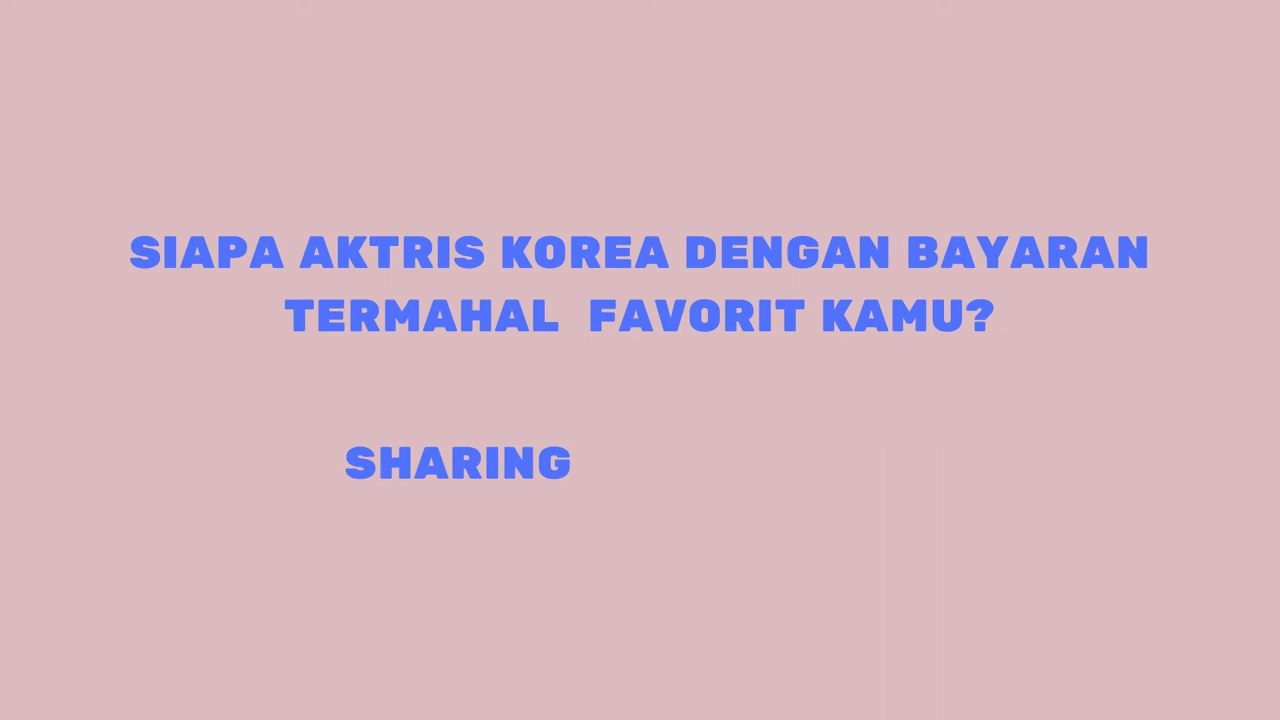 SIAPA AKTRIS KOREA DENGAN BAYARAN
TERMAHAL  FAVORIT KAMU?
SHARING